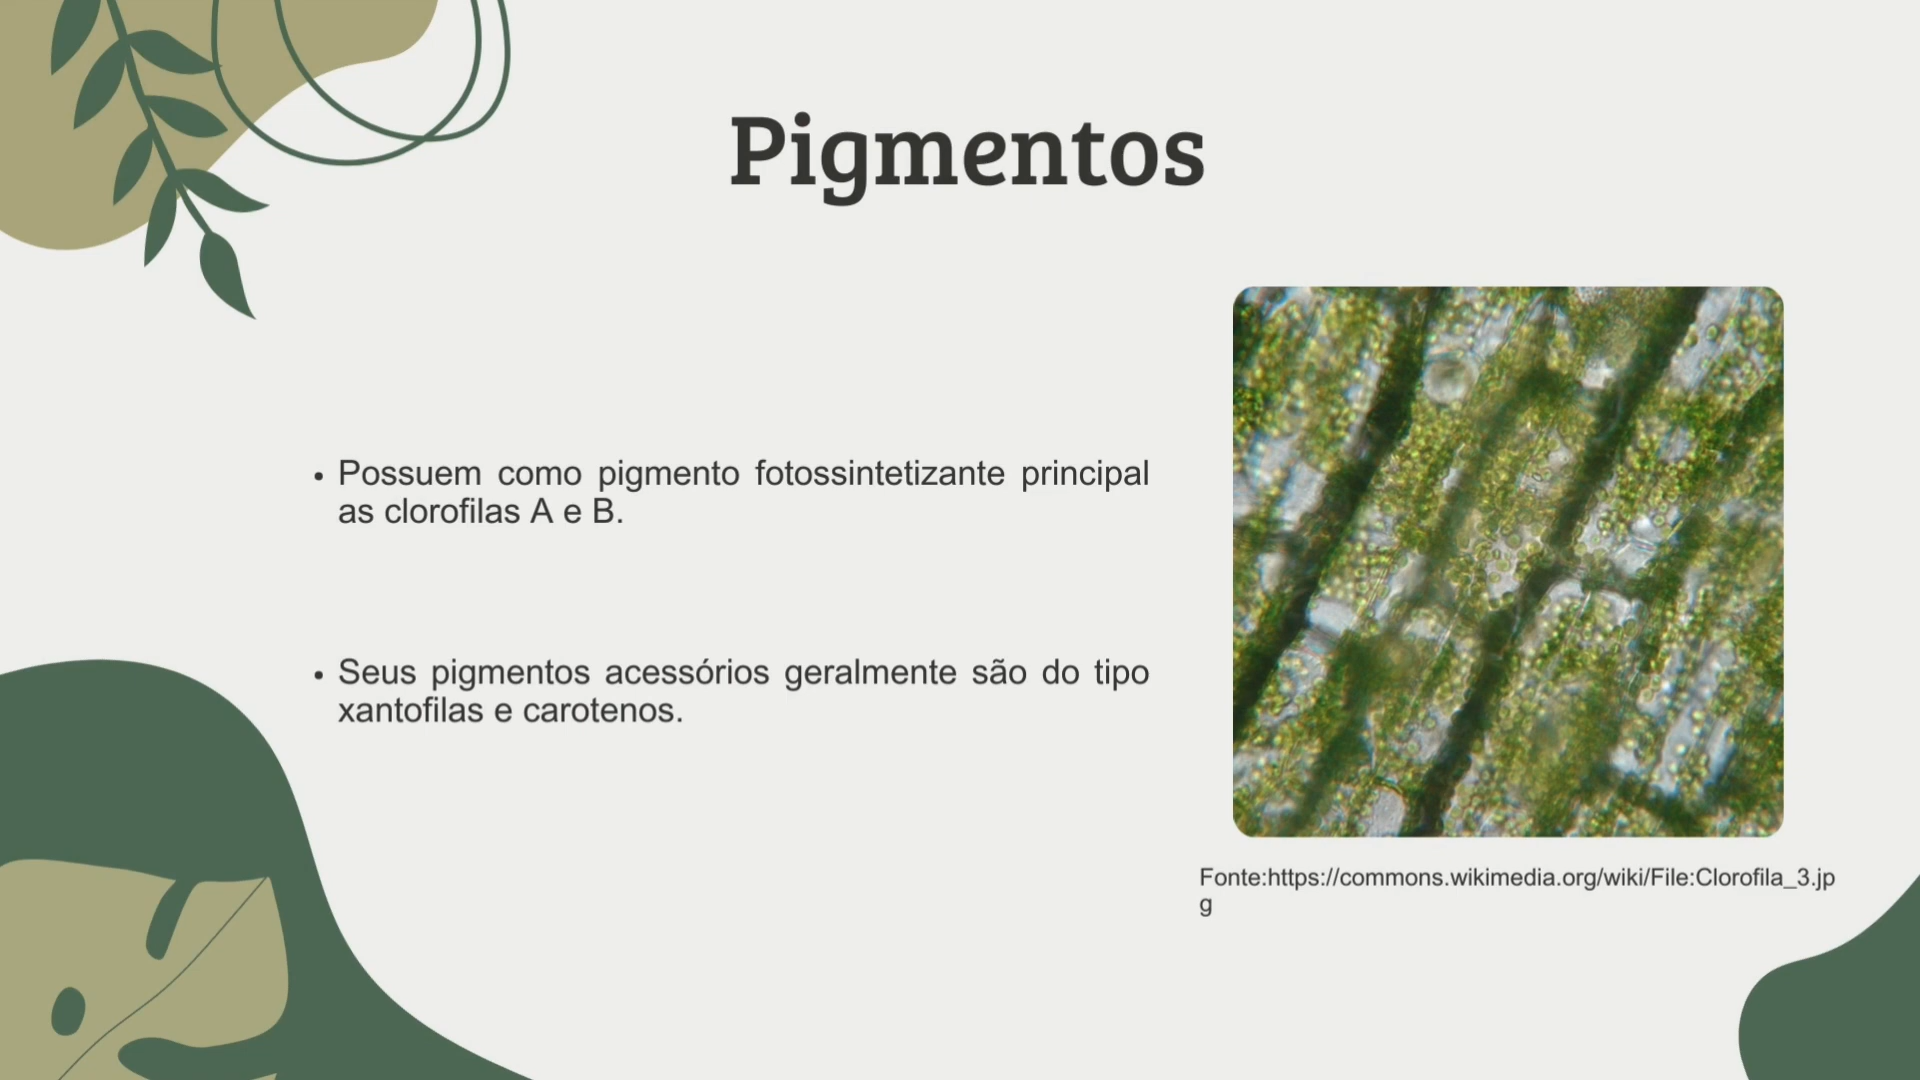 Pigmentos
• Possuem como pigmento fotossintetizante principal
as clorofilas A e B.
• Seus pigmentos acessórios geralmente são do tipo
xantofilas e carotenos.
Fonte:https://commons.wikimedia.org/wiki/File:Clorofila_3.jp
g